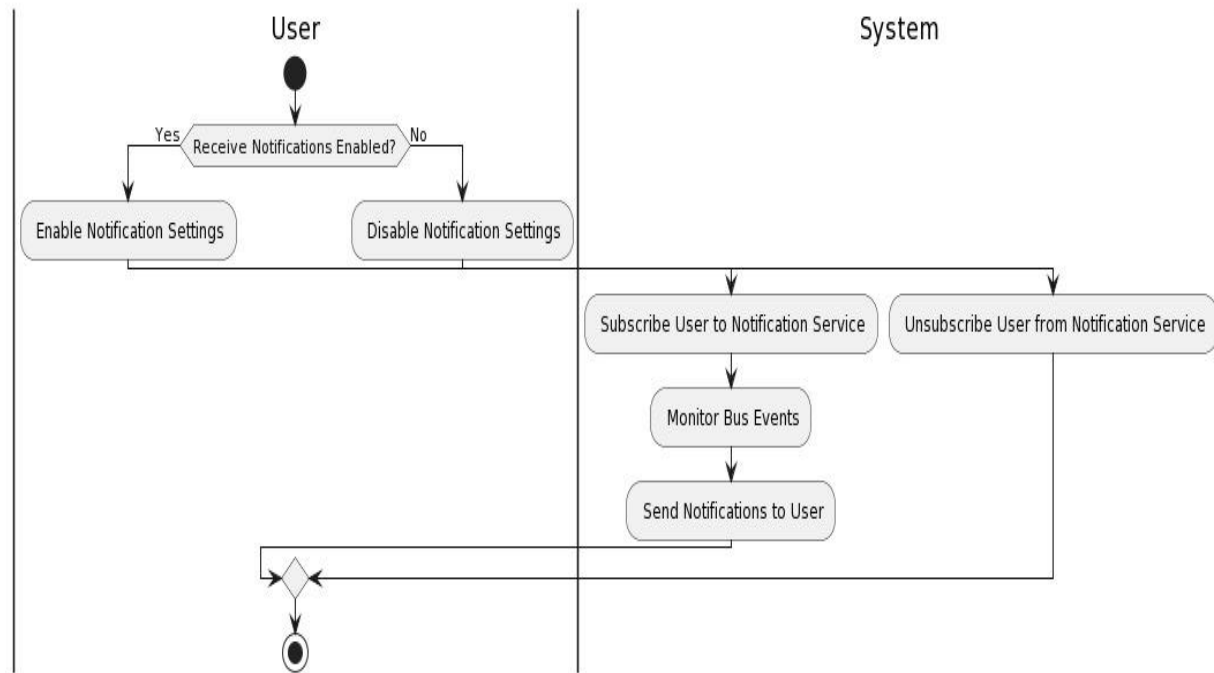 User
System
Yes
Receive Notifications Enabled?
No
Enable Notification Settings
Disable Notification Settings
Subscribe User to Notification Service
Unsubscribe User from Notification Service
Monitor Bus Events
Send Notifications to User